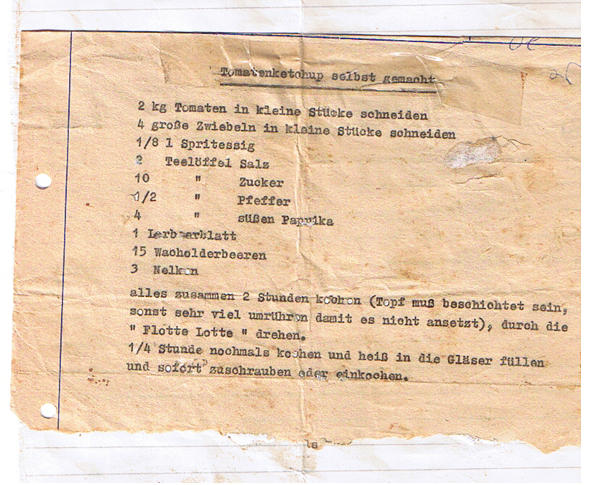 Tomatenketchup selbst gemacht
2 kg Tomaten in kleine Stücke schneiden
4 große Zwiebeln in kleine Stücke schneiden
1/8 l Spritessig
2 Teelöffel Salz
10 " Zucker
1/2 " Pfeffer
4 " süßen Paprika
1 Lorbeerblatt
15 Wacholderbeeren
3 Nelken
alles zusammen 2 Stunden kochen (Topf muß beschichtet sein,
sonst sehr viel umrühren damit es nicht ansetzt), durch die
" Flotte Lotte " drehen.
1/4 Stunde nochmals kochen und heiß in die Gläser füllen
und sofort zuschrauben oder einkochen.